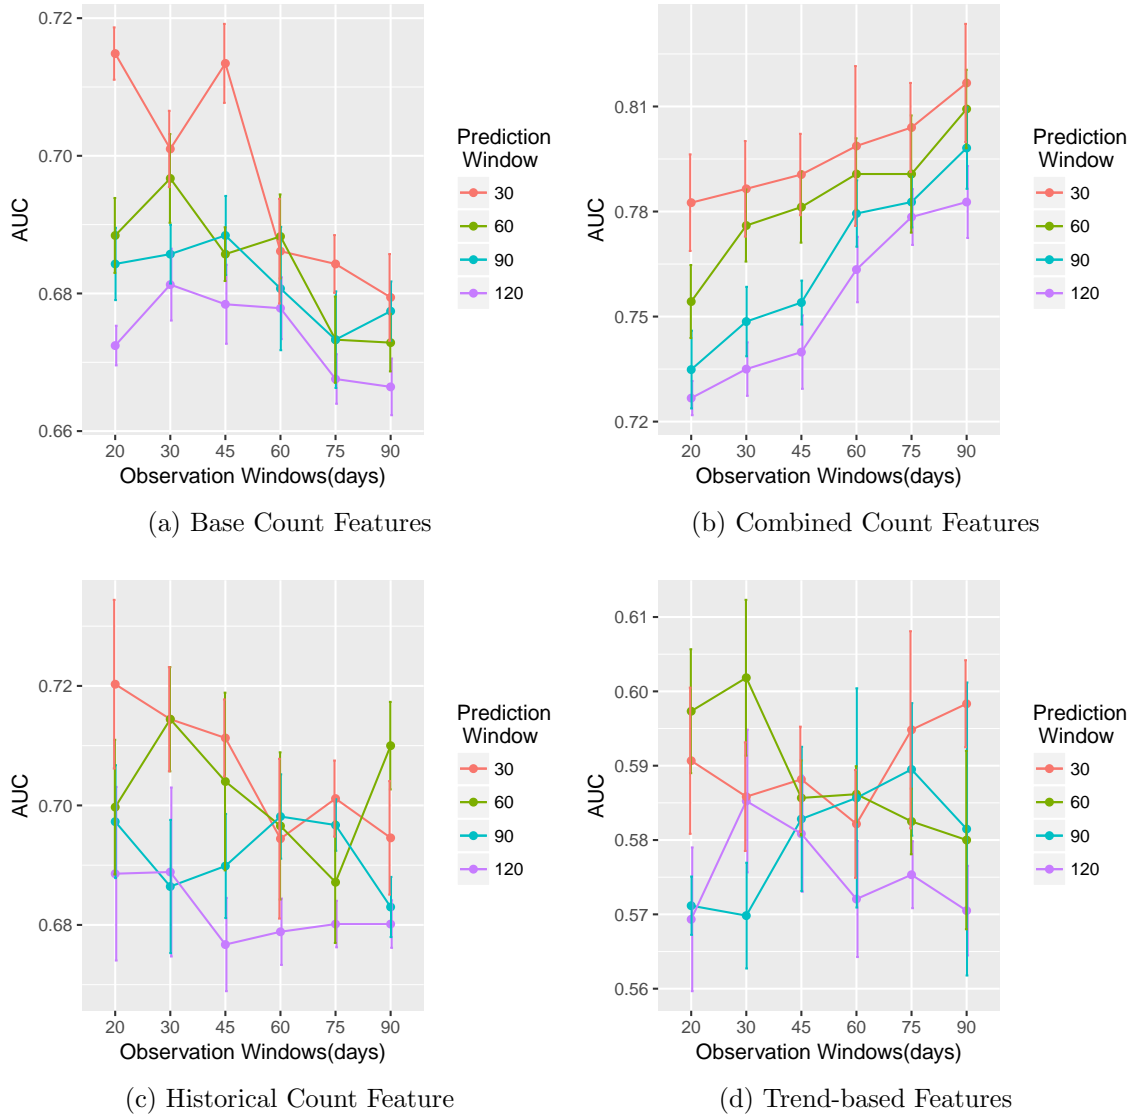 0.72
0.70
0.68
0.66
AUC
20 30 45 60 75 90
Observation Windows(days)
Prediction
Window
30
60
90
120
(a) Base Count Features
0.81
0.78
0.75
0.72
AUC
20 30 45 60 75 90
Observation Windows(days)
Prediction
Window
30
60
90
120
(b) Combined Count Features
0.72
0.70
0.68
AUC
20 30 45 60 75 90
Observation Windows(days)
Prediction
Window
30
60
90
120
(c) Historical Count Feature
0.61
0.60
0.59
0.58
0.57
0.56
AUC
20 30 45 60 75 90
Observation Windows(days)
Prediction
Window
30
60
90
120
(d) Trend-based Features